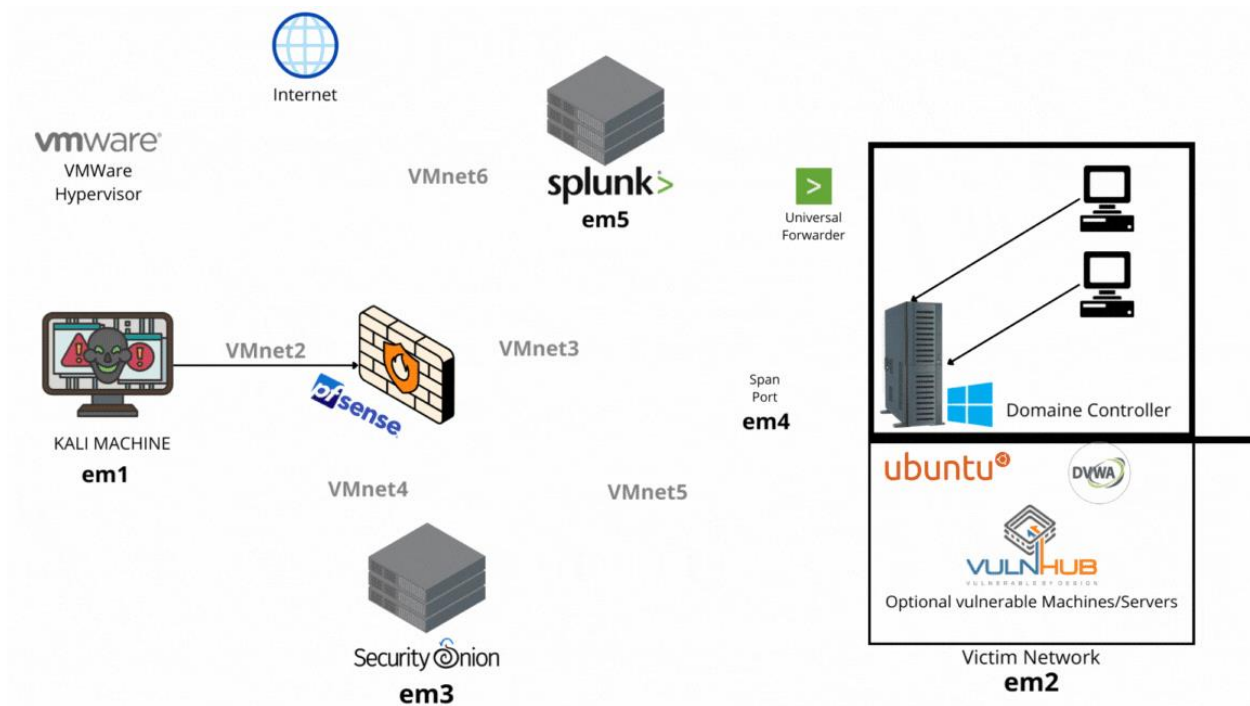 Internet
vmware®
VMWare
Hypervisor
VMnet6
splunk>
em5
>
Universal
Forwarder
VMnet2
VMnet3
pfsense
KALI MACHINE
em1
Span
Port
em4
Domaine Controller
VMnet4
VMnet5
ubuntu
DVWA
VULNHUB
VULNERABLE BY DESIGN
Optional vulnerable Machines/Servers
Security Onion
em3
Victim Network
em2